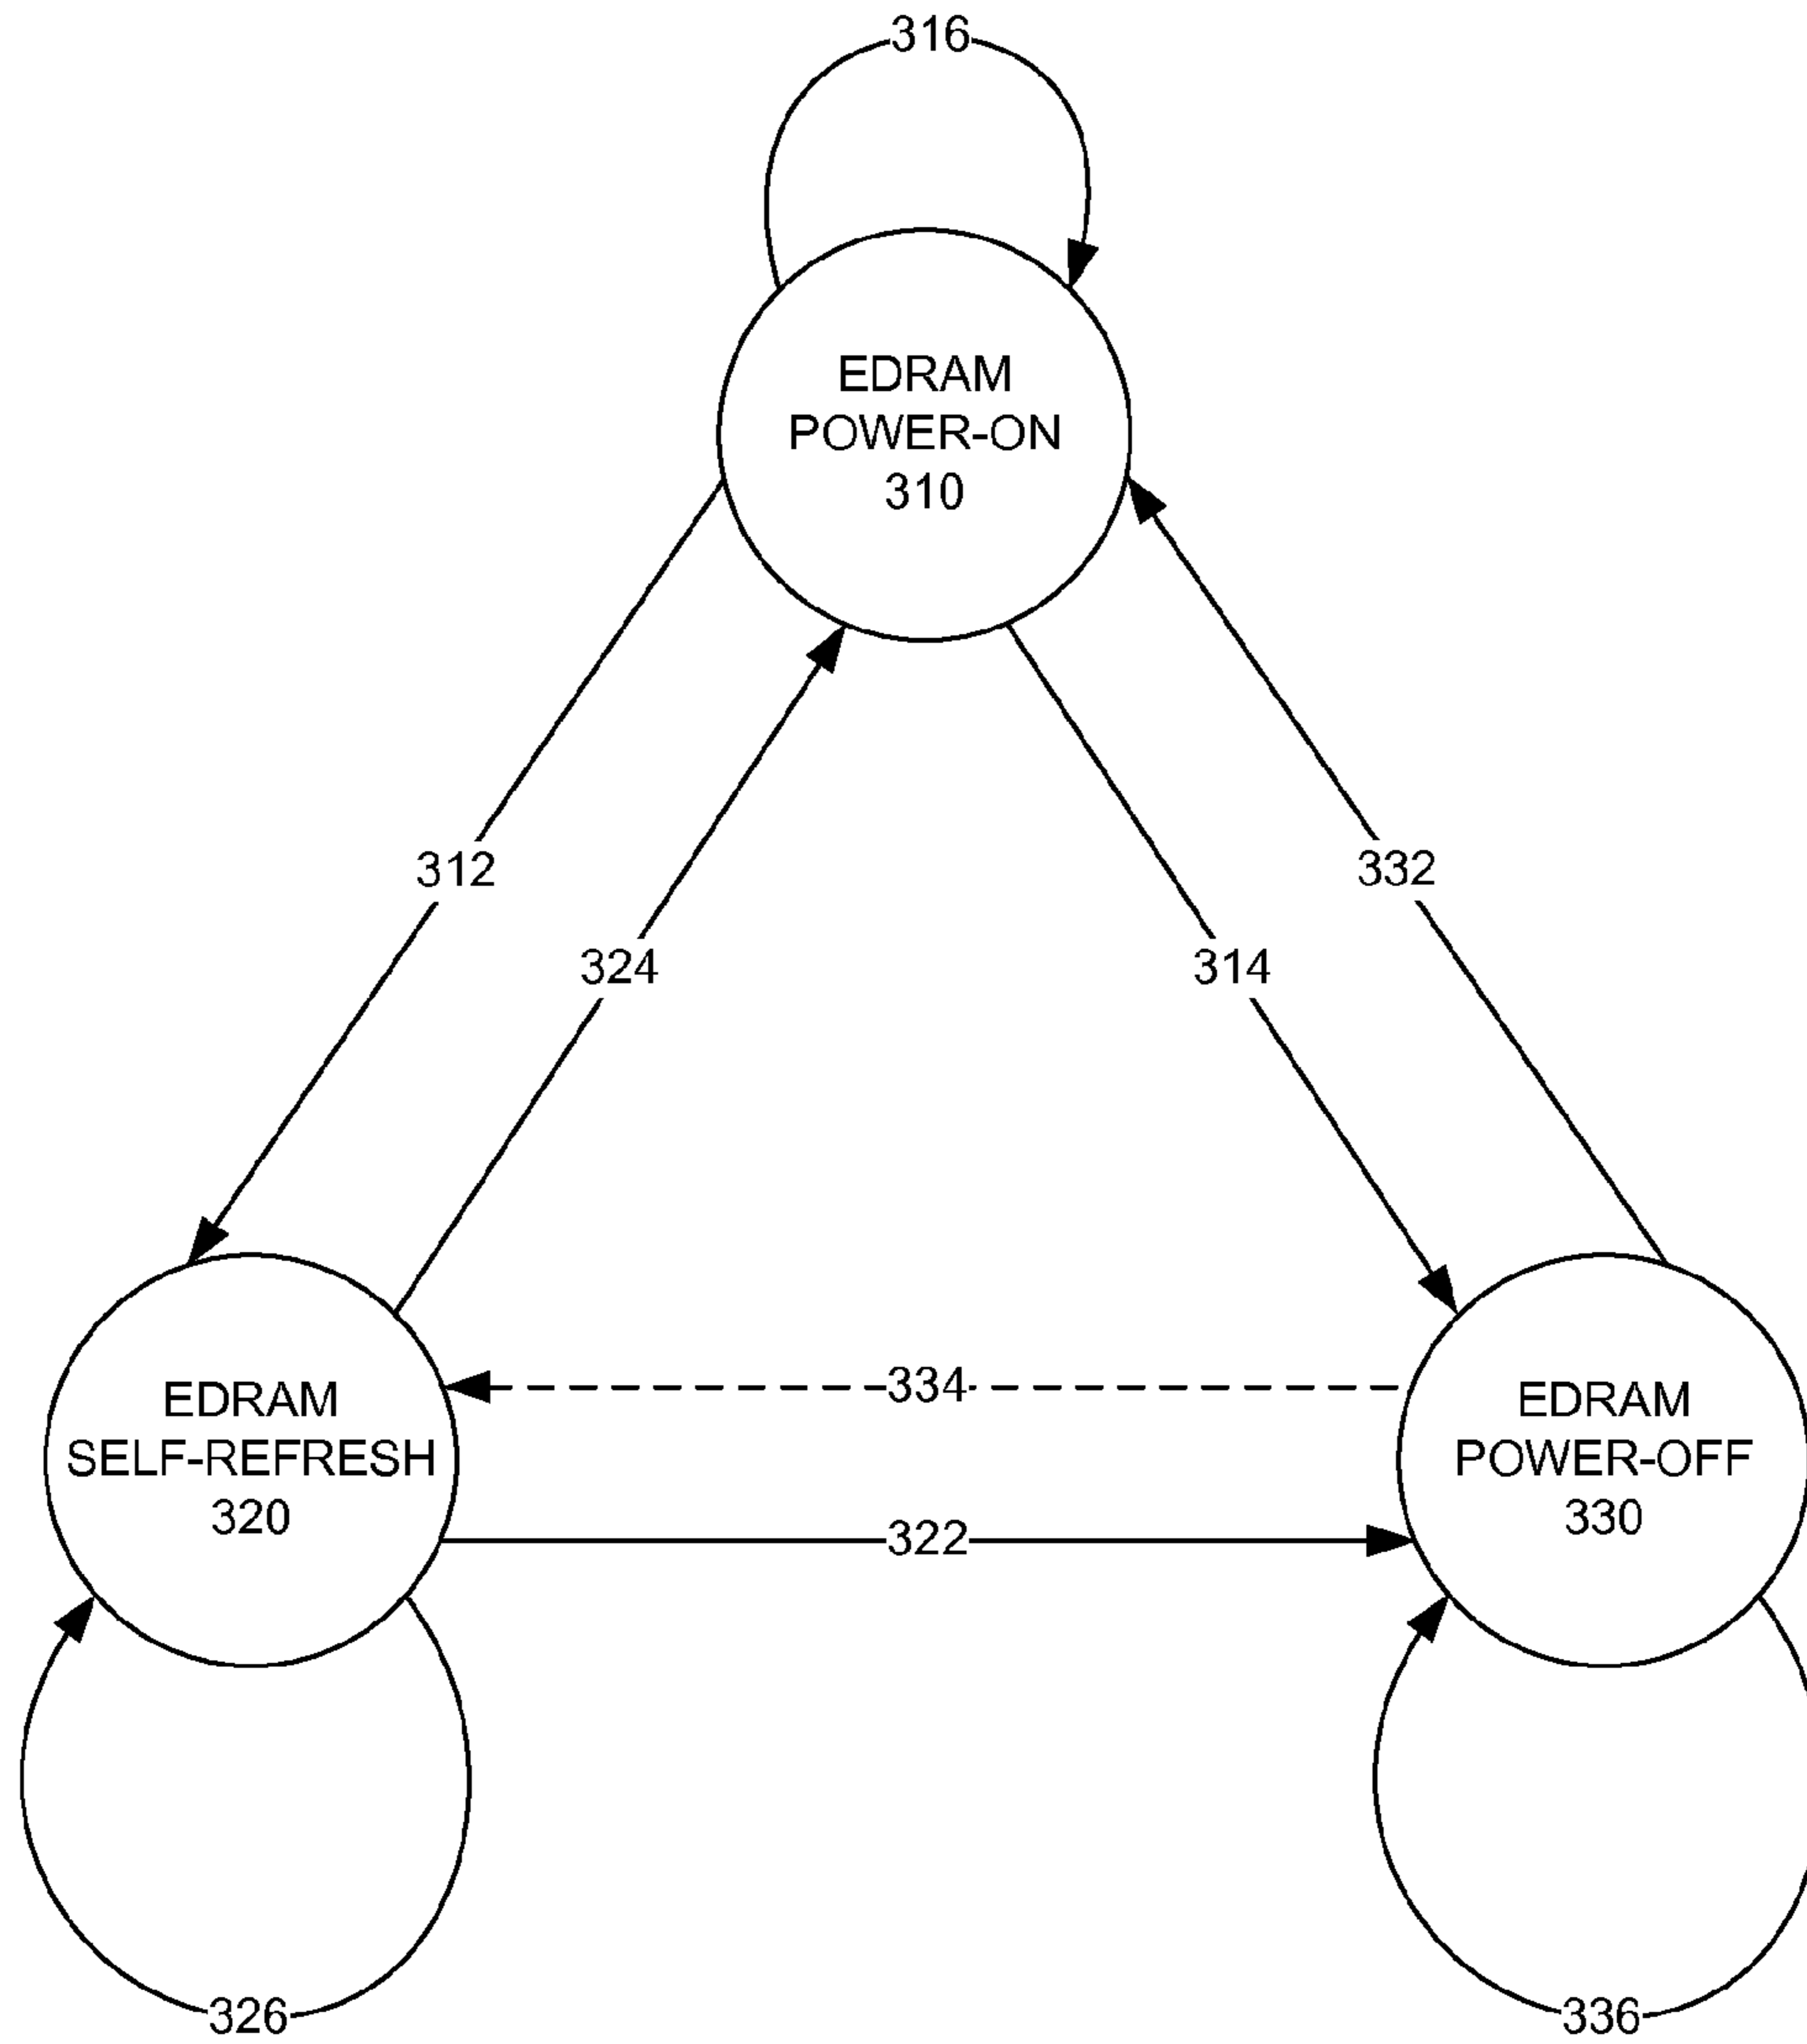 316
EDRAM
POWER-ON
310
312
332
324
314
334
EDRAM
SELF-REFRESH
320
EDRAM
POWER-OFF
330
322
326
336